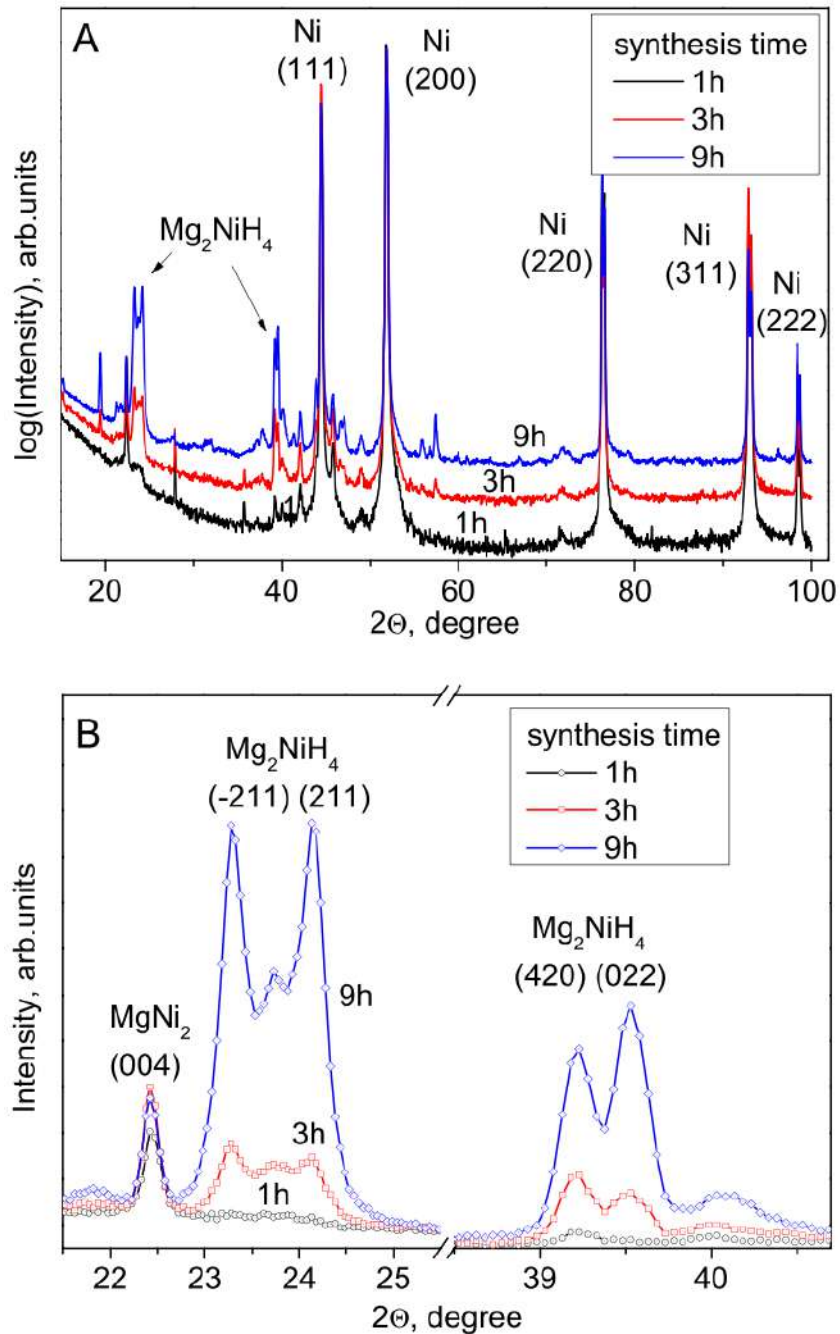 A
Ni
(111)
Ni
(200)
synthesis time
1h
3h
9h
Mg₂NiH₄
Ni
(220)
Ni
(311)
Ni
(222)
9h
3h
1h
log(Intensity), arb.units
20 40 60 80 100
2Θ, degree
B
Mg₂NiH₄
(-211) (211)
synthesis time
1h
3h
9h
Mg₂NiH₄
(420) (022)
9h
MgNi₂
(004)
3h
1h
Intensity, arb.units
22 23 24 25 39 40
2Θ, degree